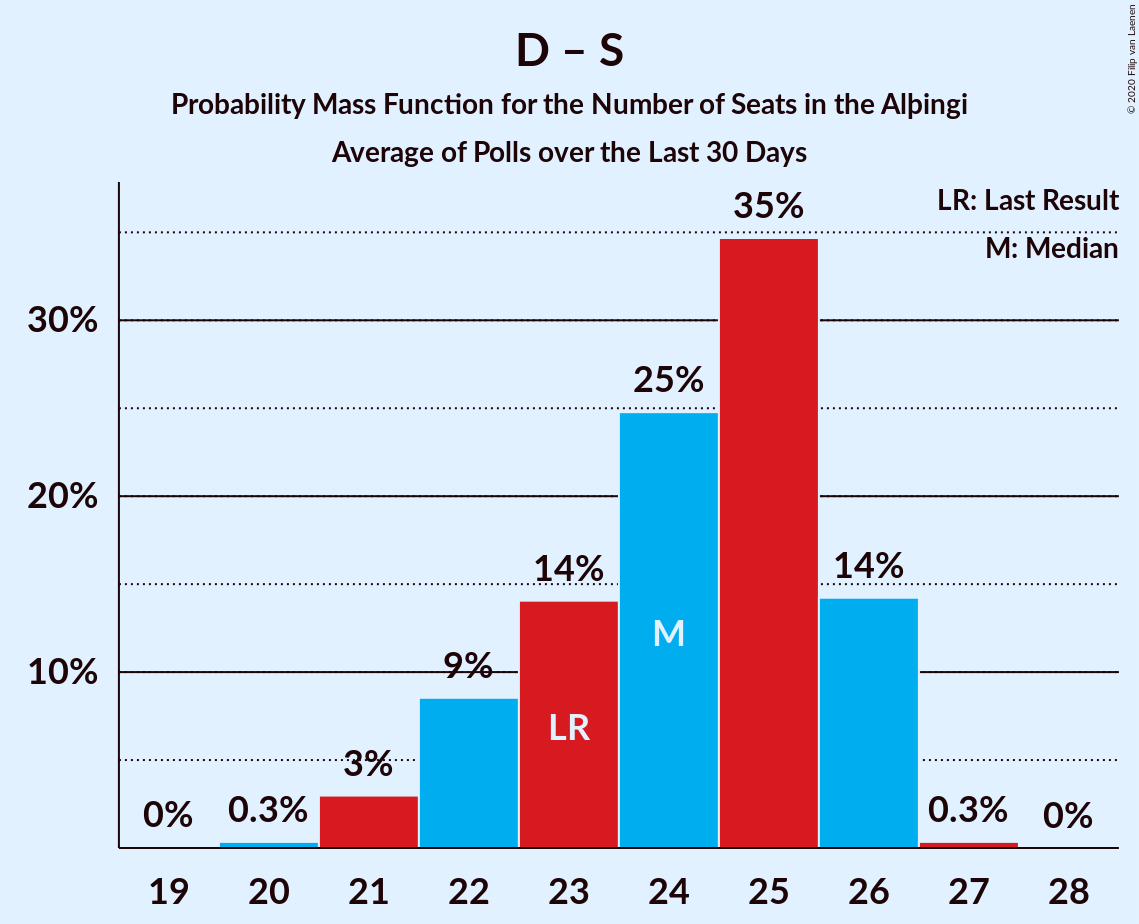 D – S
Probability Mass Function for the Number of Seats in the Alþingi
Average of Polls over the Last 30 Days
© 2020 Filip van Laenen
LR: Last Result
M: Median
30%
20%
10%
0%
0.3%
3%
9%
14%
25%
35%
14%
0.3%
0%
LR
M
19 20 21 22 23 24 25 26 27 28